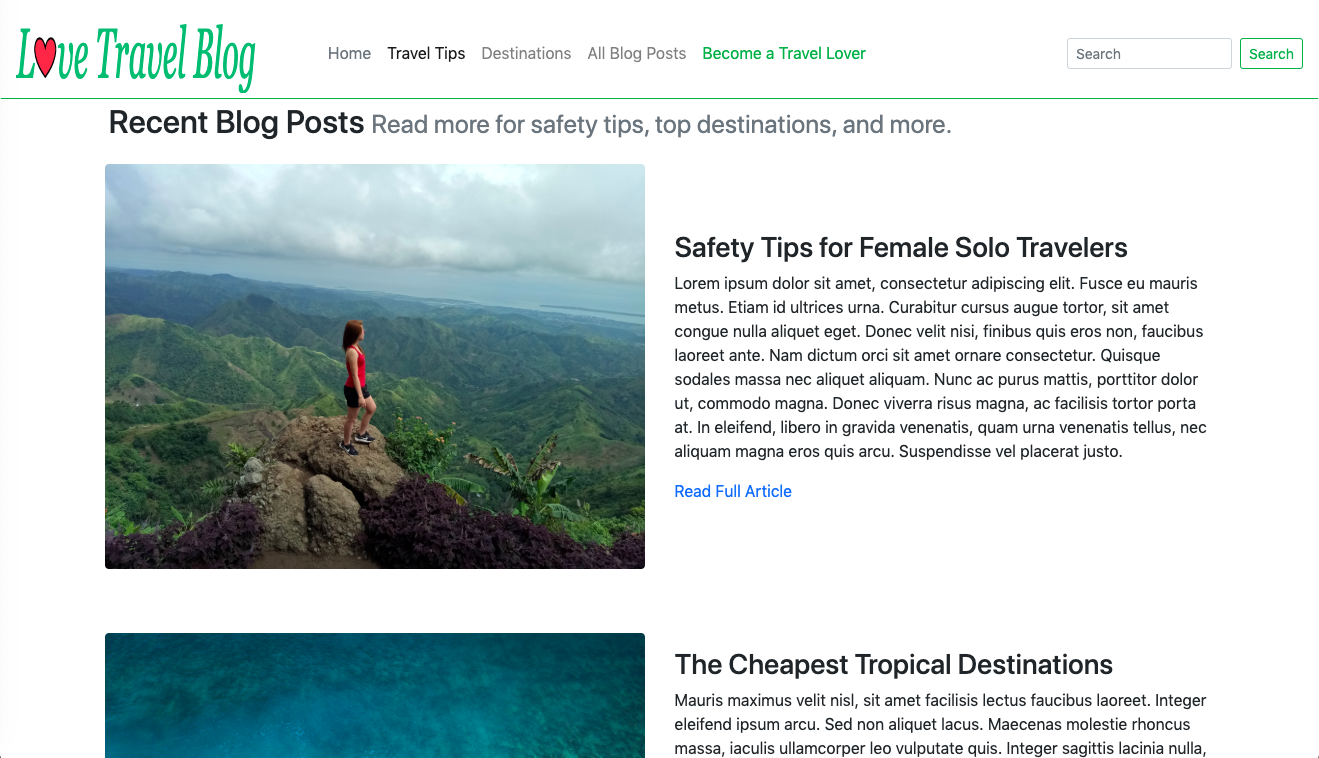 Love Travel Blog
Home Travel Tips Destinations All Blog Posts Become a Travel Lover Search Search
Recent Blog Posts Read more for safety tips, top destinations, and more.
Safety Tips for Female Solo Travelers
Lorem ipsum dolor sit amet, consectetur adipiscing elit. Fusce eu mauris
metus. Etiam id ultrices urna. Curabitur cursus augue tortor, sit amet
congue nulla aliquet eget. Donec velit nisi, finibus quis eros non, faucibus
laoreet ante. Nam dictum orci sit amet ornare consectetur. Quisque
sodales massa nec aliquet aliquam. Nunc ac purus mattis, porttitor dolor
ut, commodo magna. Donec viverra risus magna, ac facilisis tortor porta
at. In eleifend, libero in gravida venenatis, quam urna venenatis tellus, nec
aliquam magna eros quis arcu. Suspendisse vel placerat justo.
Read Full Article
The Cheapest Tropical Destinations
Mauris maximus velit nisl, sit amet facilisis lectus faucibus laoreet. Integer
eleifend ipsum arcu. Sed non aliquet lacus. Maecenas molestie rhoncus
massa, iaculis ullamcorper leo vulputate quis. Integer sagittis lacinia nulla,